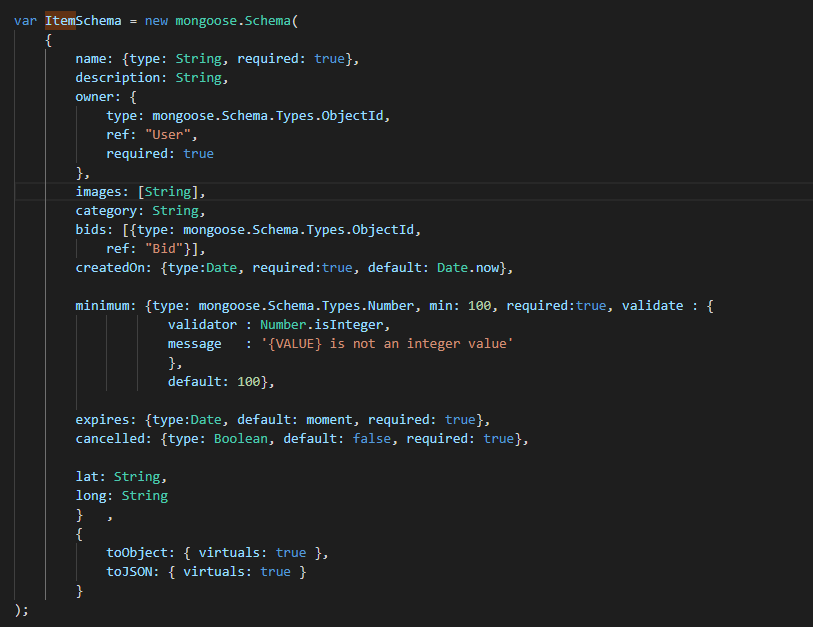 var ItemSchema = new mongoose.Schema(
    {
        name: {type: String, required: true},
        description: String,
        owner: {
            type: mongoose.Schema.Types.ObjectId,
            ref: "User",
            required: true
        },
        images: [String],
        category: String,
        bids: [{type: mongoose.Schema.Types.ObjectId,
            ref: "Bid"}],
        createdOn: {type:Date, required:true, default: Date.now},

        minimum: {type: mongoose.Schema.Types.Number, min: 100, required:true, validate : {
                    validator : Number.isInteger,
                    message   : '{VALUE} is not an integer value'
                    },
                    default: 100},

        expires: {type:Date, default: moment, required: true},
        cancelled: {type: Boolean, default: false, required: true},

        lat: String,
        long: String
        }   ,
        {
            toObject: { virtuals: true },
            toJSON: { virtuals: true }
        }
);